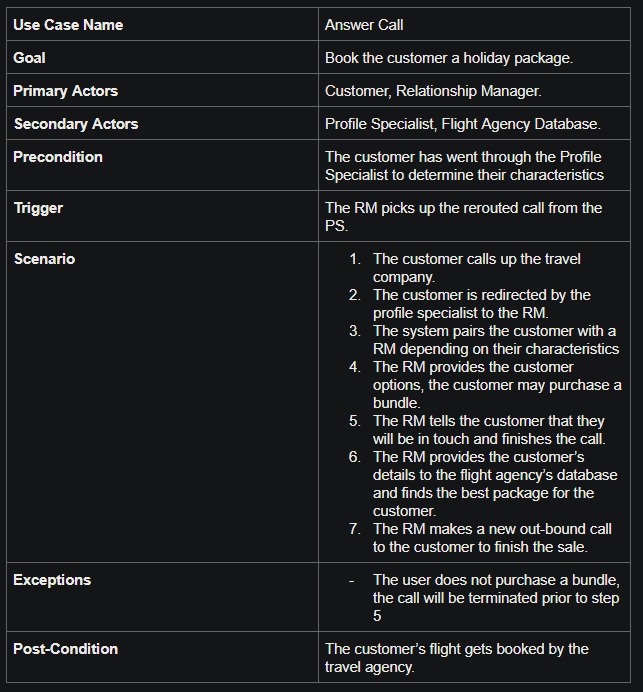 Use Case Name
Answer Call
Goal
Book the customer a holiday package.
Primary Actors
Customer, Relationship Manager.
Secondary Actors
Profile Specialist, Flight Agency Database.
Precondition
The customer has went through the Profile
Specialist to determine their characteristics
Trigger
The RM picks up the rerouted call from the
PS.
Scenario
1. The customer calls up the travel
company.
2. The customer is redirected by the
profile specialist to the RM.
3. The system pairs the customer with a
RM depending on their characteristics
4. The RM provides the customer
options, the customer may purchase a
bundle.
5. The RM tells the customer that they
will be in touch and finishes the call.
6. The RM provides the customer’s
details to the flight agency’s database
and finds the best package for the
customer.
7. The RM makes a new out-bound call
to the customer to finish the sale.
Exceptions
- The user does not purchase a bundle,
the call will be terminated prior to step
5
Post-Condition
The customer’s flight gets booked by the
travel agency.